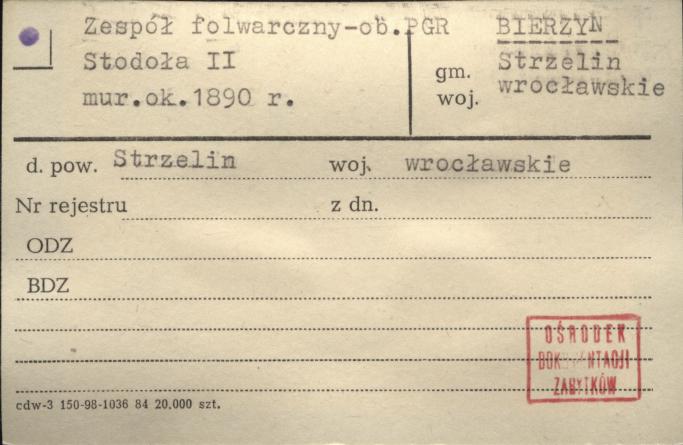 Zespół folwarczny-ob.PGR
Stodoła II
mur.ok.1890 r.
BIERZYN
gm. Strzelin
woj. wrocławskie
d. pow. Strzelin woj. wrocławskie
Nr rejestru z dn.
ODZ
BDZ
OŚRODEK
DOKUMENTACJI
ZABYTKÓW
cdw-3 150-98-1036 84 20.000 szt.